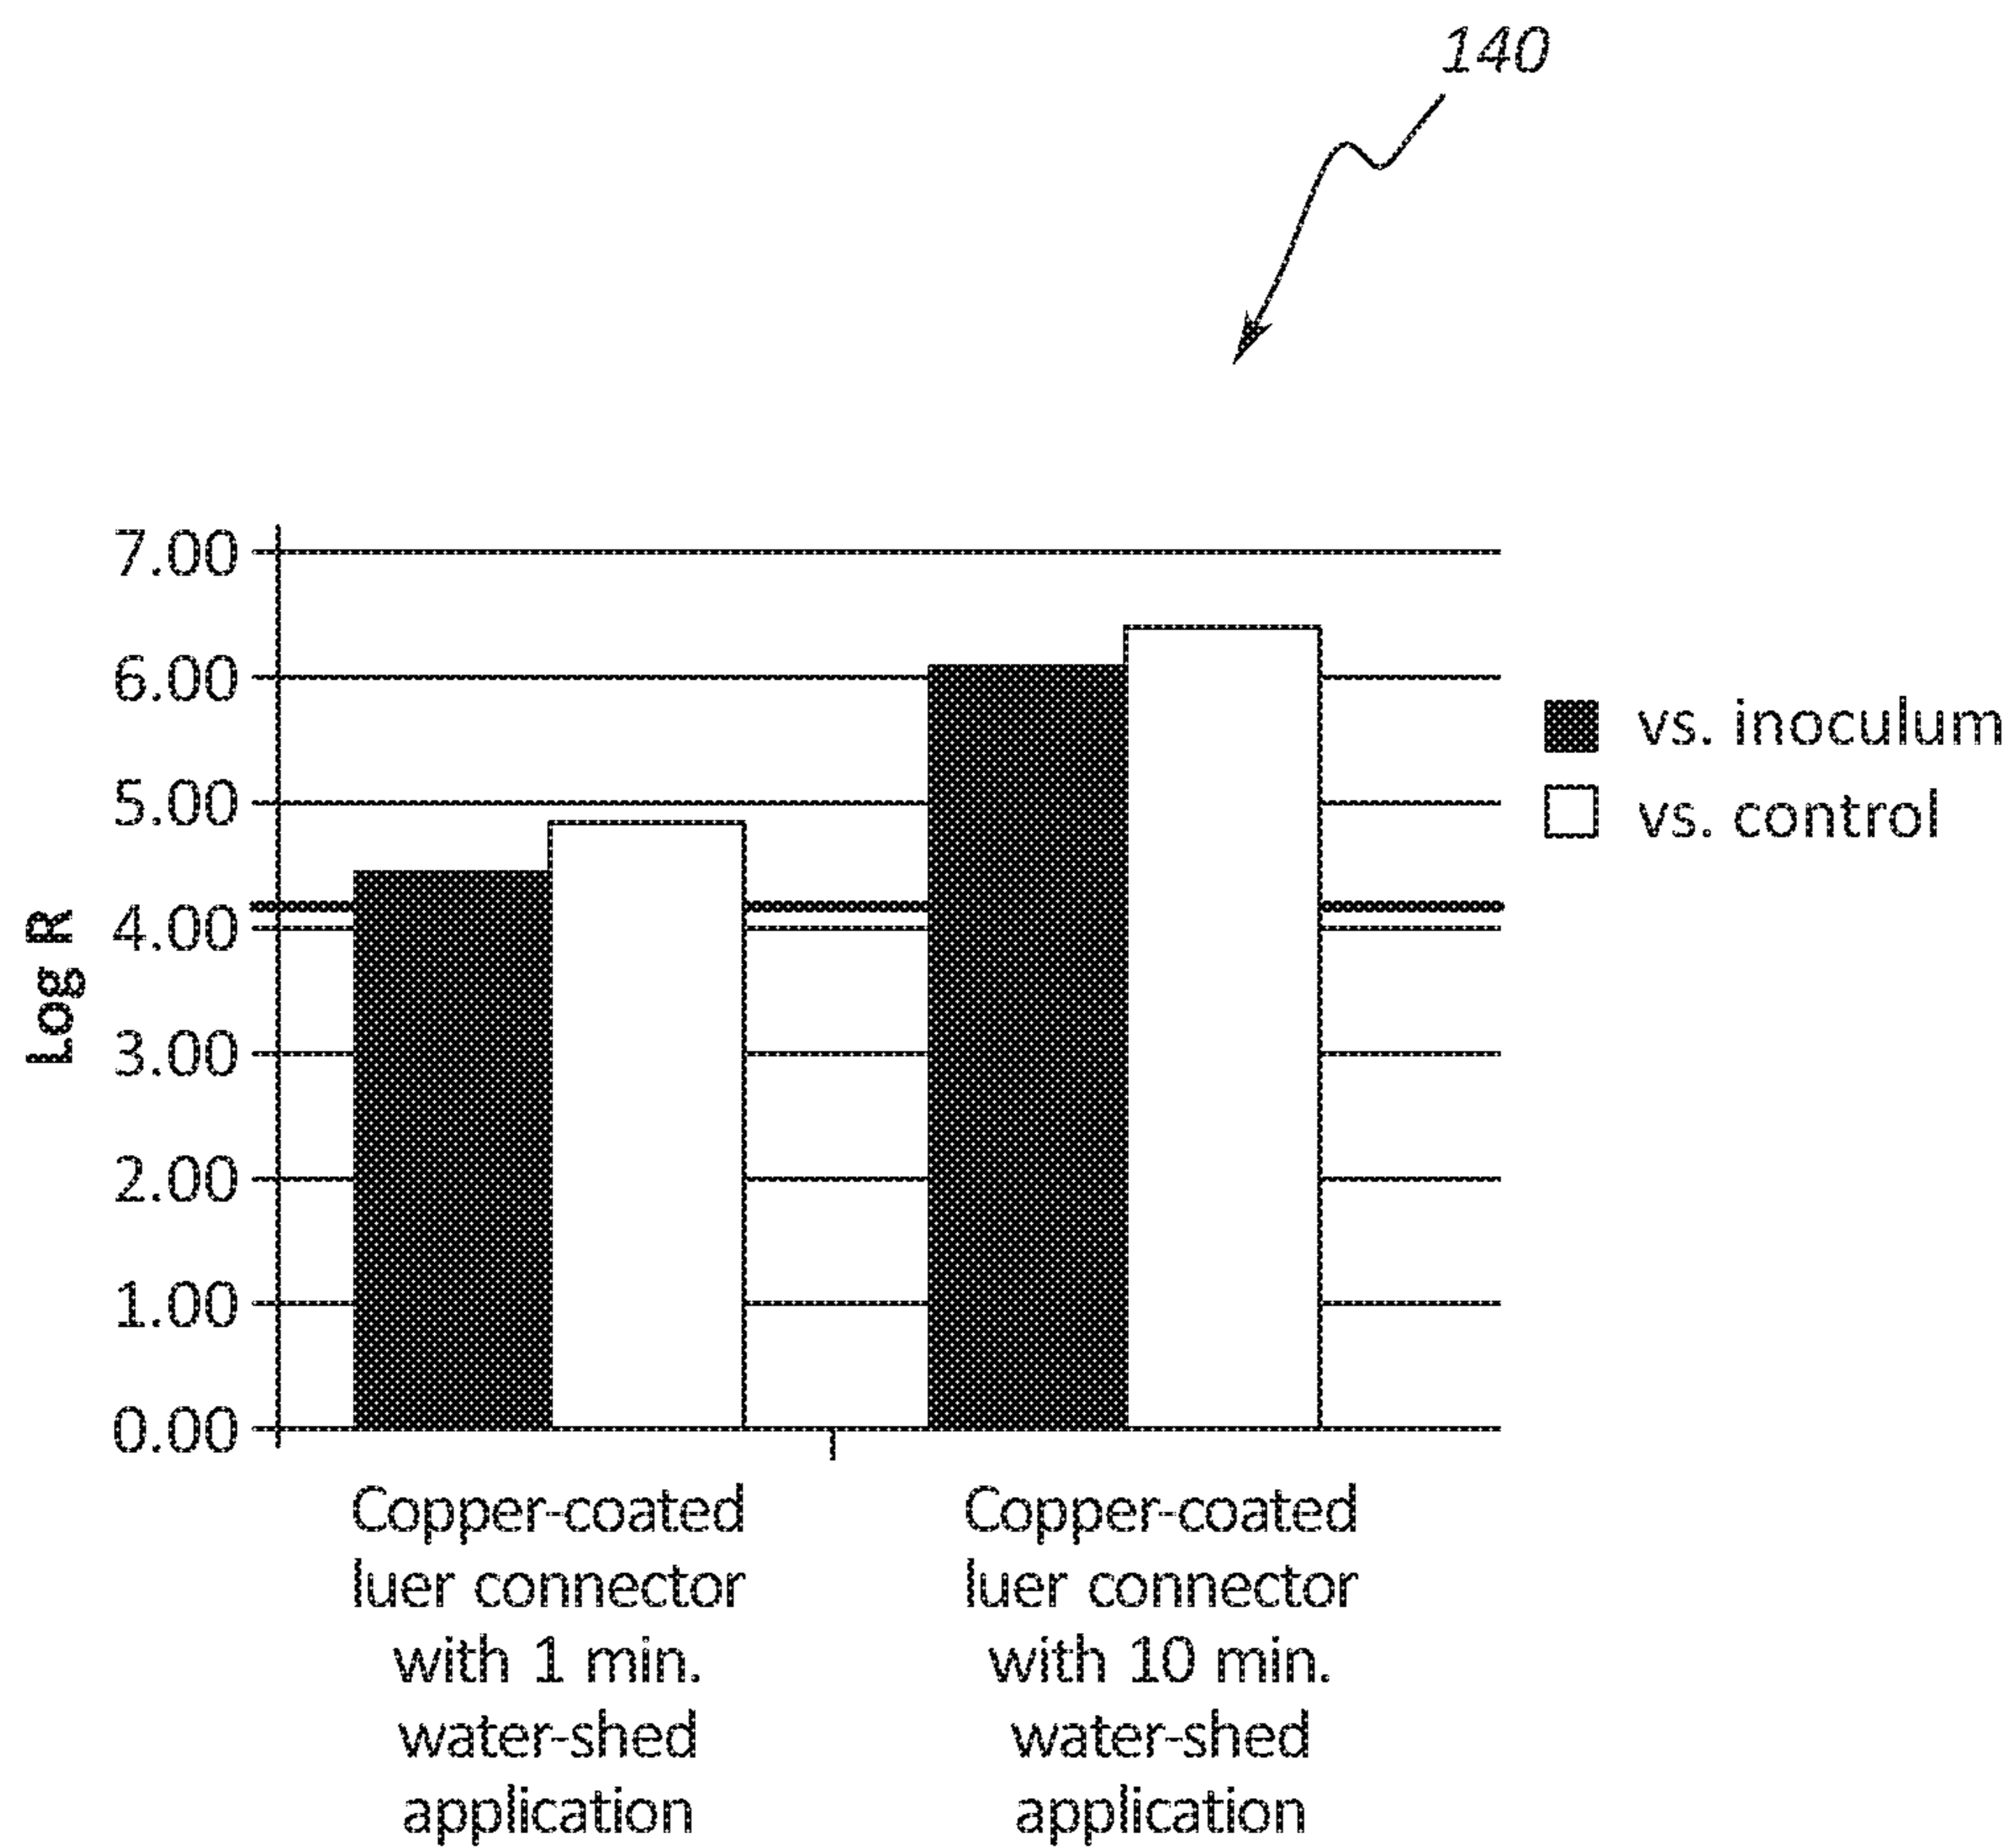 140
7.00
6.00
5.00
4.00
3.00
2.00
1.00
0.00
Log R
vs. inoculum
vs. control
Copper-coated
luer connector
with 1 min.
water-shed
application
Copper-coated
luer connector
with 10 min.
water-shed
application